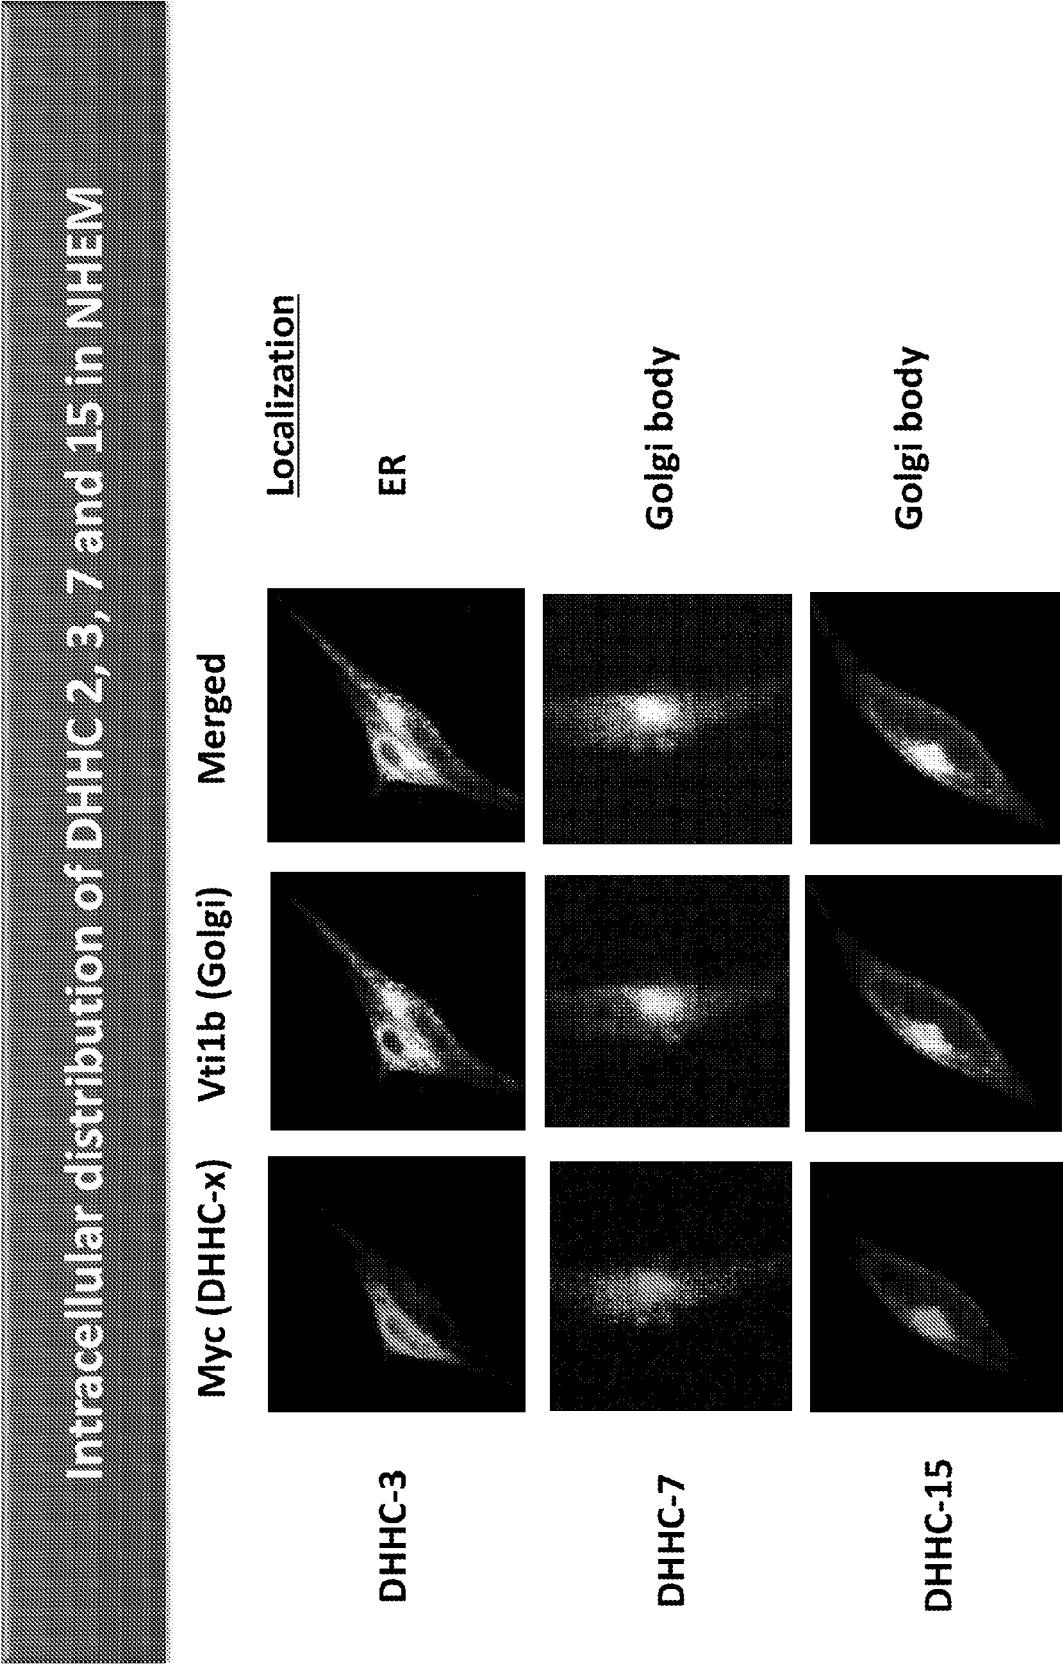 Intracellular distribution of DHHC 2, 3, 7 and 15 in NHEM
Myc (DHHC-x) Vti1b (Golgi) Merged Localization
DHHC-3 ER
DHHC-7 Golgi body
DHHC-15 Golgi body